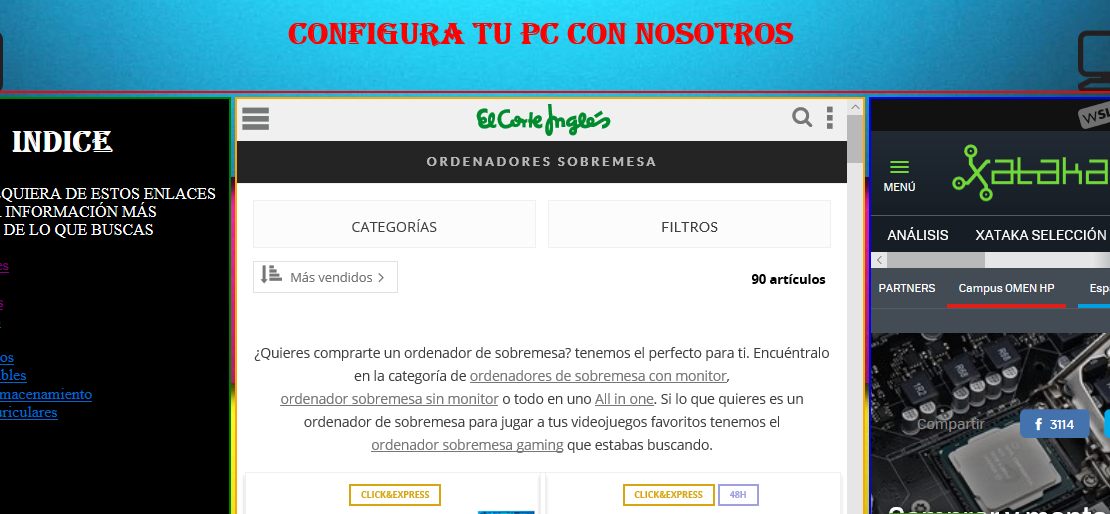 CONFIGURA TU PC CON NOSOTROS
INDICE
QUIERA DE ESTOS ENLACES
INFORMACIÓN MÁS
DE LO QUE BUSCAS
es
s
os
bles
macenamiento
uriculares
El Corte Inglés
ORDENADORES SOBREMESA
CATEGORÍAS
FILTROS
Más vendidos
90 artículos
¿Quieres comprarte un ordenador de sobremesa? tenemos el perfecto para ti. Encuéntralo
en la categoría de ordenadores de sobremesa con monitor,
ordenador sobremesa sin monitor o todo en uno All in one. Si lo que quieres es un
ordenador de sobremesa para jugar a tus videojuegos favoritos tenemos el
ordenador sobremesa gaming que estabas buscando.
CLICK&EXPRESS
CLICK&EXPRESS
48H
WSL
MENÚ
xataka
ANÁLISIS
XATAKA SELECCIÓN
PARTNERS
Campus OMEN HP
Esp
Compartir
3114
Comprar y mont